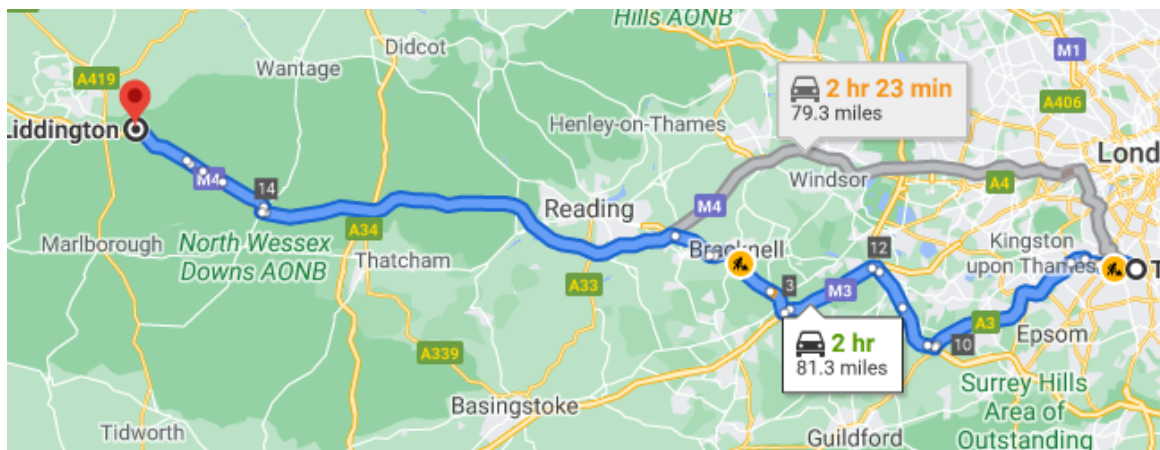 Hills AONB
M1
Didcot
A419
Wantage
2 hr 23 min
79.3 miles
A406
Liddington
Henley-on-Thames
Lond
M4
14
Windsor
A4
M4
Reading
Marlborough
North Wessex
Downs AONB
A34
Thatcham
Bracknell
12
Kingston
upon Thames
T
A33
3
M3
A3
Epsom
10
2 hr
81.3 miles
A339
Basingstoke
Surrey Hills
Area of
Outstanding
Tidworth
Guildford